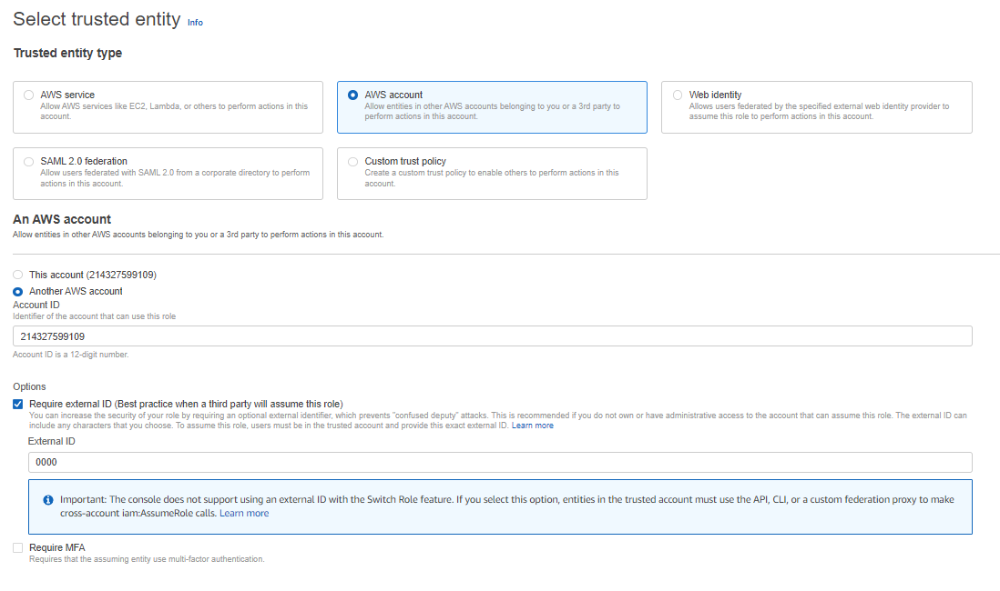 Select trusted entity Info
Trusted entity type
AWS service
Allow AWS services like EC2, Lambda, or others to perform actions in this
account.
AWS account
Allow entities in other AWS accounts belonging to you or a 3rd party to
perform actions in this account.
Web identity
Allows users federated by the specified external web identity provider to
assume this role to perform actions in this account.
SAML 2.0 federation
Allow users federated with SAML 2.0 from a corporate directory to perform
actions in this account.
Custom trust policy
Create a custom trust policy to enable others to perform actions in this
account.
An AWS account
Allow entities in other AWS accounts belonging to you or a 3rd party to perform actions in this account.
This account (214327599109)
Another AWS account
Account ID
Identifier of the account that can use this role
214327599109
Account ID is a 12-digit number.
Options
Require external ID (Best practice when a third party will assume this role)
You can increase the security of your role by requiring an optional external identifier, which prevents "confused deputy" attacks. This is recommended if you do not own or have administrative access to the account that can assume this role. The external ID can
include any characters that you choose. To assume this role, users must be in the trusted account and provide this exact external ID. Learn more
External ID
0000
Important: The console does not support using an external ID with the Switch Role feature. If you select this option, entities in the trusted account must use the API, CLI, or a custom federation proxy to make
cross-account iam:AssumeRole calls. Learn more
Require MFA
Requires that the assuming entity use multi-factor authentication.